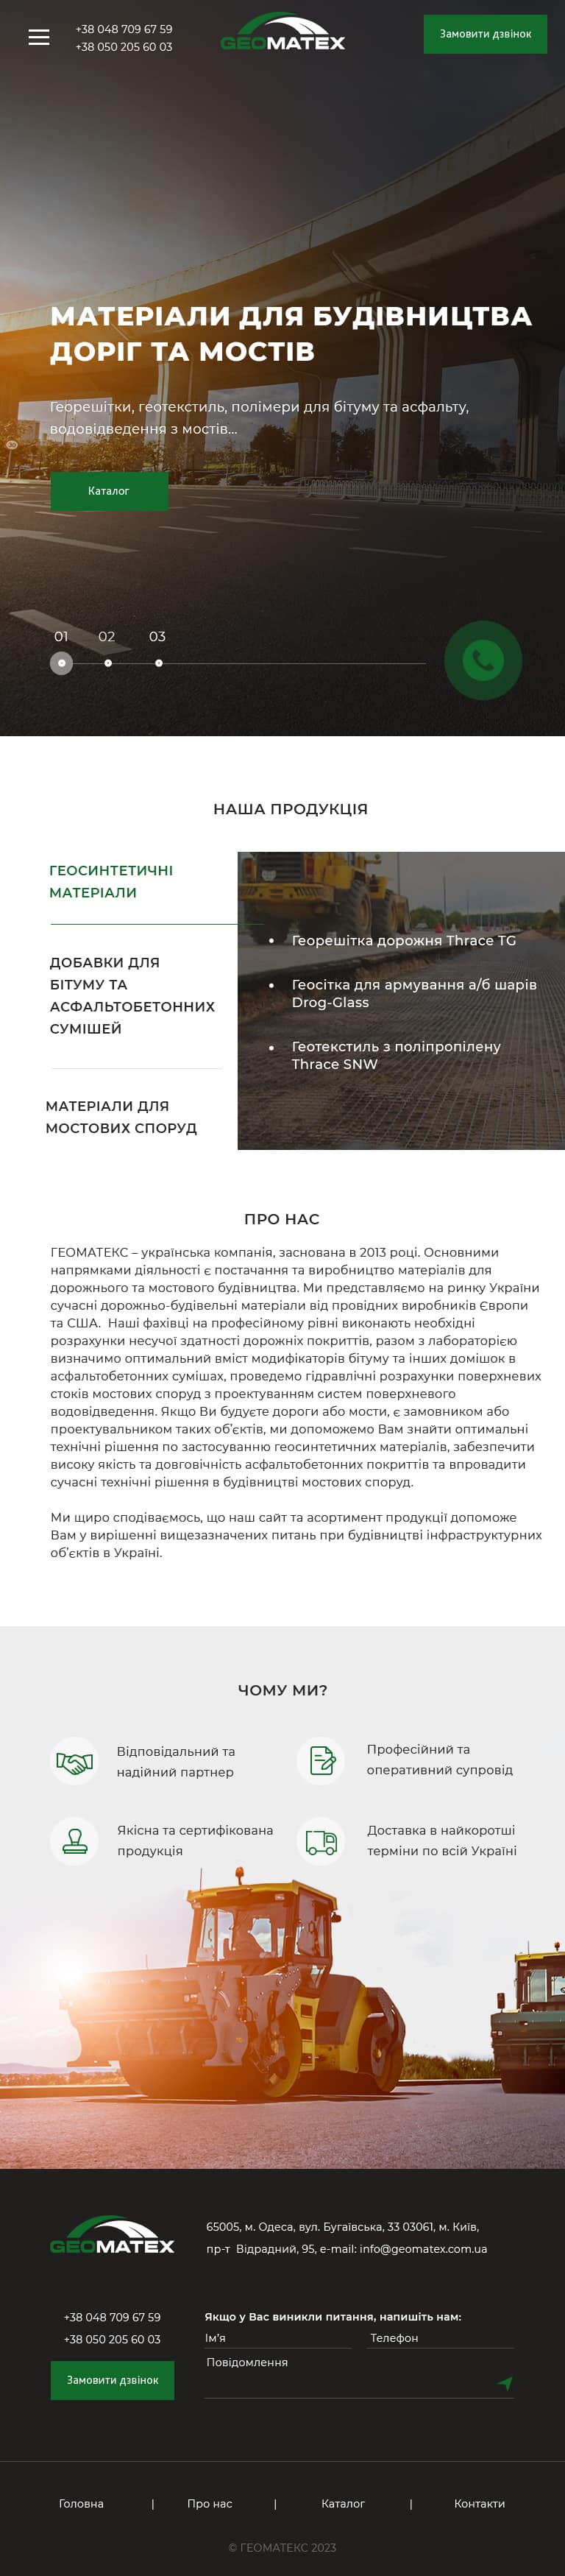 +38 048 709 67 59
+38 050 205 60 03
GEOMATEX
Замовити дзвінок
МАТЕРІАЛИ ДЛЯ БУДІВНИЦТВА
ДОРІГ ТА МОСТІВ
Георешітки, геотекстиль, полімери для бітуму та асфальту,
водовідведення з мостів...
Каталог
01 02 03
НАША ПРОДУКЦІЯ
ГЕОСИНТЕТИЧНІ
МАТЕРІАЛИ
ДОБАВКИ ДЛЯ
БІТУМУ ТА
АСФАЛЬТОБЕТОННИХ
СУМІШЕЙ
МАТЕРІАЛИ ДЛЯ
МОСТОВИХ СПОРУД
• Георешітка дорожня Thrace TG
• Геосітка для армування а/б шарів
Drog-Glass
• Геотекстиль з поліпропілену
Thrace SNW
ПРО НАС
ГЕОМАТЕКС – українська компанія, заснована в 2013 році. Основними
напрямками діяльності є постачання та виробництво матеріалів для
дорожнього та мостового будівництва. Ми представляємо на ринку України
сучасні дорожньо-будівельні матеріали від провідних виробників Європи
та США.  Наші фахівці на професійному рівні виконають необхідні
розрахунки несучої здатності дорожніх покриттів, разом з лабораторією
визначимо оптимальний вміст модифікаторів бітуму та інших домішок в
асфальтобетонних сумішах, проведемо гідравлічні розрахунки поверхневих
стоків мостових споруд з проектуванням систем поверхневого
водовідведення. Якщо Ви будуєте дороги або мости, є замовником або
проектувальником таких об’єктів, ми допоможемо Вам знайти оптимальні
технічні рішення по застосуванню геосинтетичних матеріалів, забезпечити
високу якість та довговічність асфальтобетонних покриттів та впровадити
сучасні технічні рішення в будівництві мостових споруд.
Ми щиро сподіваємось, що наш сайт та асортимент продукції допоможе
Вам у вирішенні вищезазначених питань при будівництві інфраструктурних
об’єктів в Україні.
ЧОМУ МИ?
Відповідальний та
надійний партнер
Професійний та
оперативний супровід
Якісна та сертифікована
продукція
Доставка в найкоротші
терміни по всій Україні
GEOMATEX
65005, м. Одеса, вул. Бугаївська, 33 03061, м. Київ,
пр-т  Відрадний, 95, e-mail: info@geomatex.com.ua
+38 048 709 67 59
+38 050 205 60 03
Замовити дзвінок
Якщо у Вас виникли питання, напишіть нам:
Ім’я Телефон
Повідомлення
Головна | Про нас | Каталог | Контакти
© ГЕОМАТЕКС 2023